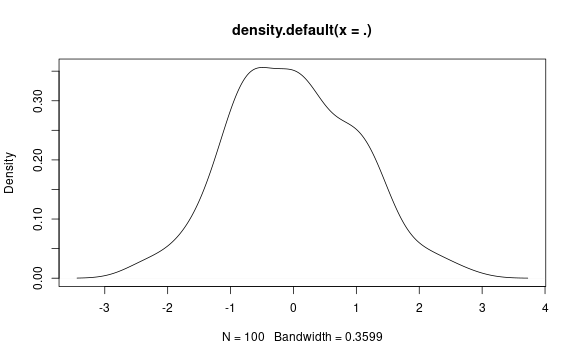 density.default(x = .)
Density
0.30
0.20
0.10
0.00
-3 -2 -1 0 1 2 3 4
N = 100 Bandwidth = 0.3599